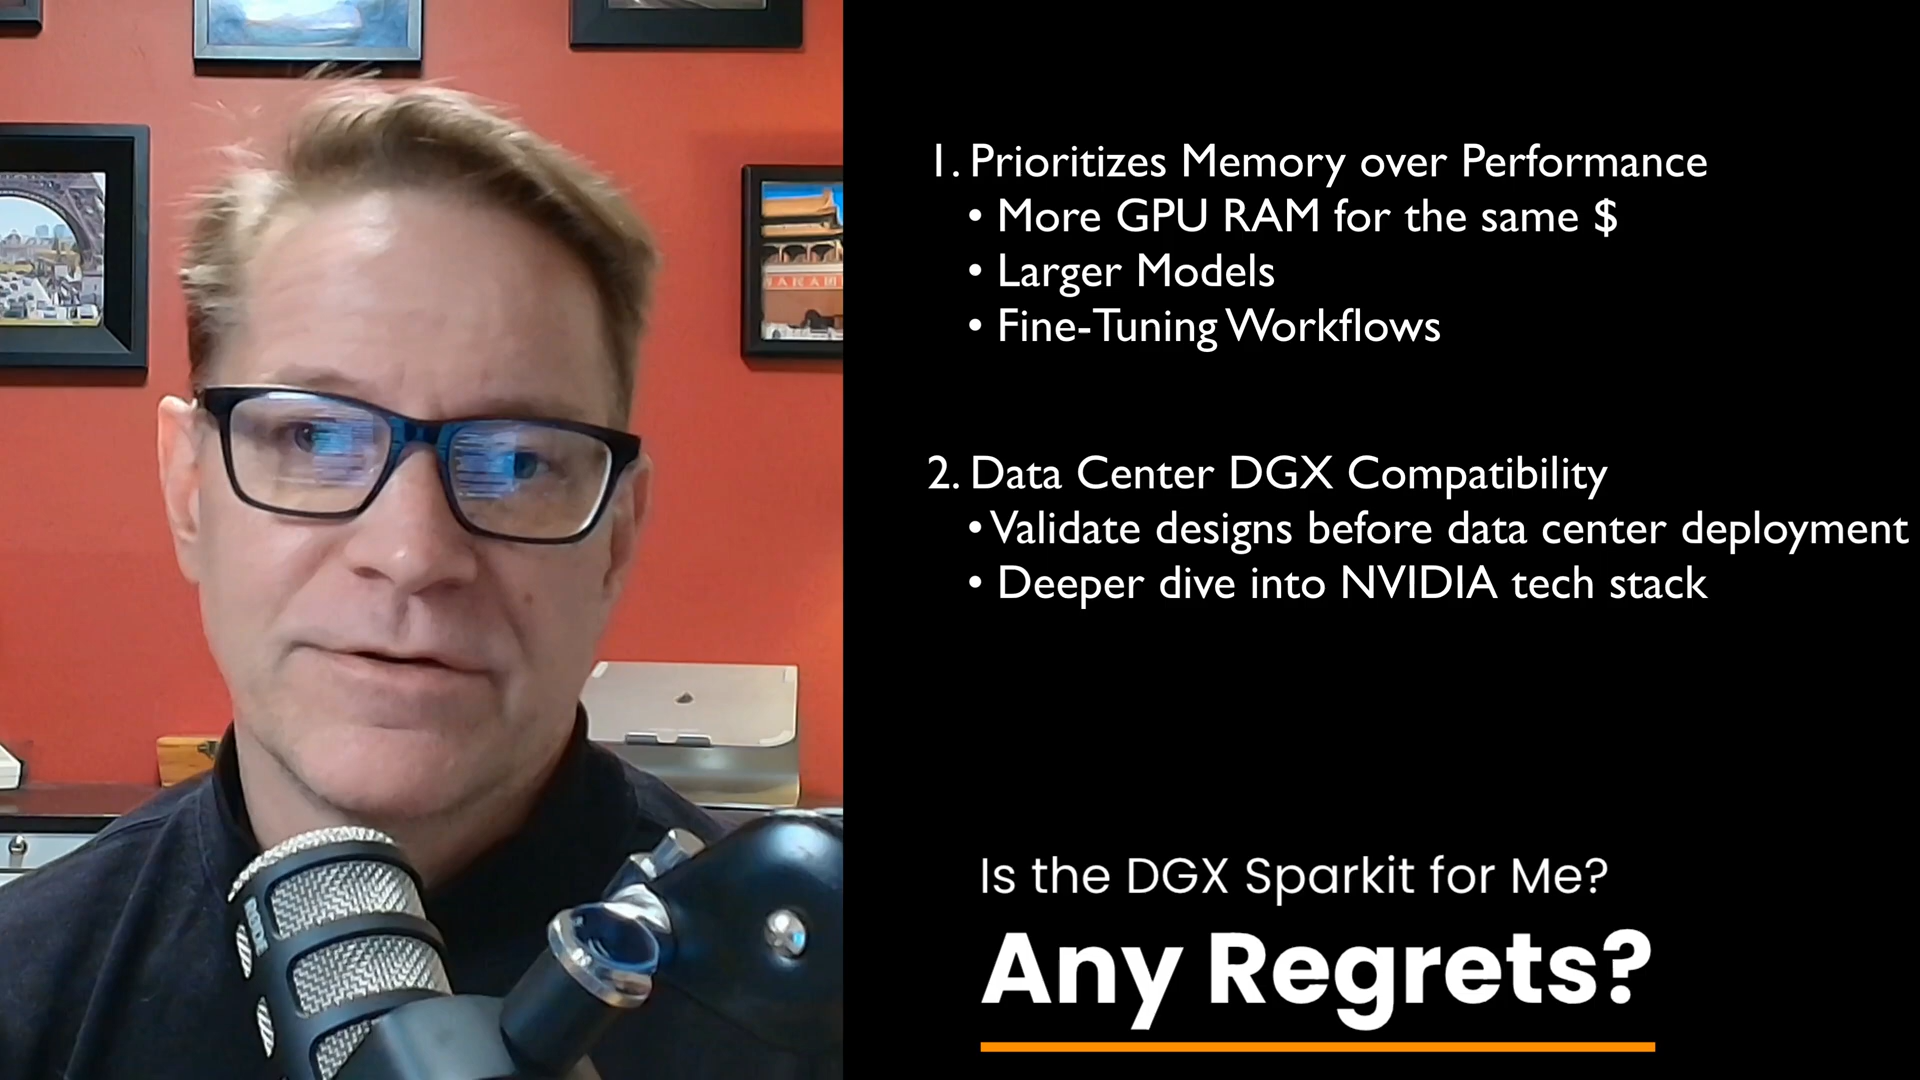 1. Prioritizes Memory over Performance
• More GPU RAM for the same $
• Larger Models
• Fine-Tuning Workflows
2. Data Center DGX Compatibility
• Validate designs before data center deployment
• Deeper dive into NVIDIA tech stack
Is the DGX Sparkit for Me?
Any Regrets?
RODE